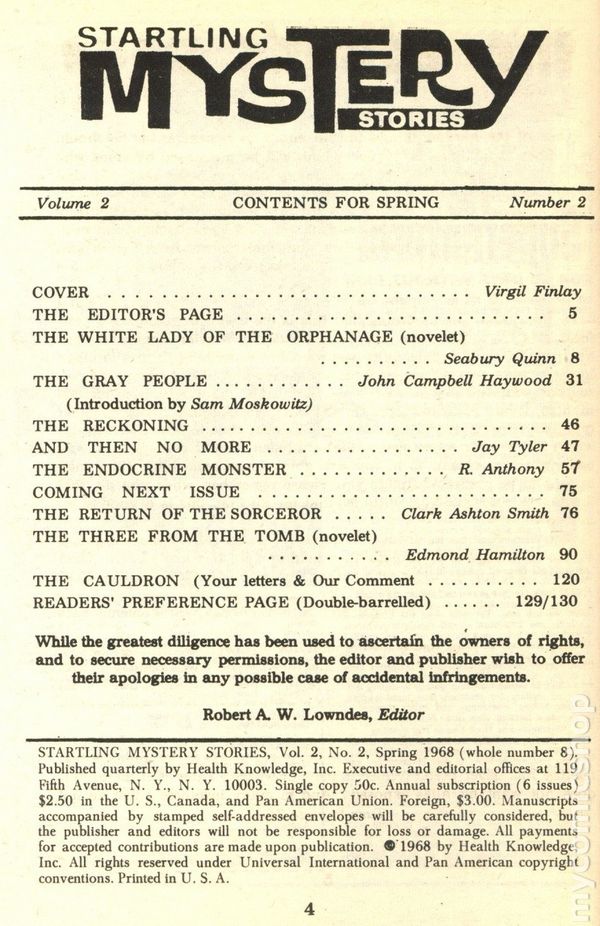 STARTLING
MYSTERY
STORIES
Volume 2 CONTENTS FOR SPRING Number 2
COVER . . . . . . . . . . . . . . . . . . . . . . . . . . . . . . . . . Virgil Finlay
THE EDITOR'S PAGE . . . . . . . . . . . . . . . . . . . . . . . . . . . . 5
THE WHITE LADY OF THE ORPHANAGE (novelet)
. . . . . . . . . . Seabury Quinn 8
THE GRAY PEOPLE . . . . . . . . . . . . John Campbell Haywood 31
(Introduction by Sam Moskowitz)
THE RECKONING . . . . . . . . . . . . . . . . . . . . . . . . . . . . . . . 46
AND THEN NO MORE . . . . . . . . . . . . . . . . . Jay Tyler 47
THE ENDOCRINE MONSTER . . . . . . . . . . . . . R. Anthony 57
COMING NEXT ISSUE . . . . . . . . . . . . . . . . . . . . . . . . . . 75
THE RETURN OF THE SORCEROR . . . . . Clark Ashton Smith 76
THE THREE FROM THE TOMB (novelet)
. . . . . . . . . . . Edmond Hamilton 90
THE CAULDRON (Your letters & Our Comment . . . . . . . . . . 120
READERS' PREFERENCE PAGE (Double-barrelled) . . . . . . 129/130
While the greatest diligence has been used to ascertain the owners of rights,
and to secure necessary permissions, the editor and publisher wish to offer
their apologies in any possible case of accidental infringements.
Robert A. W. Lowndes, Editor
STARTLING MYSTERY STORIES, Vol. 2, No. 2, Spring 1968 (whole number 8).
Published quarterly by Health Knowledge, Inc. Executive and editorial offices at 119
Fifth Avenue, N. Y., N. Y. 10003. Single copy 50c. Annual subscription (6 issues)
$2.50 in the U. S., Canada, and Pan American Union. Foreign, $3.00. Manuscripts
accompanied by stamped self-addressed envelopes will be carefully considered, but
the publisher and editors will not be responsible for loss or damage. All payments
for accepted contributions are made upon publication. © 1968 by Health Knowledge,
Inc. All rights reserved under Universal International and Pan American copyright
conventions. Printed in U. S. A.
4
mycomicshop